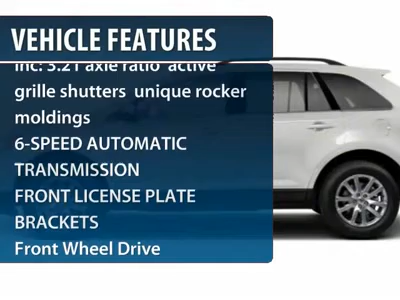 VEHICLE FEATURES
inc: 3.21 axle ratio active
grille shutters unique rocker
moldings
6-SPEED AUTOMATIC
TRANSMISSION
FRONT LICENSE PLATE
BRACKETS
Front Wheel Drive